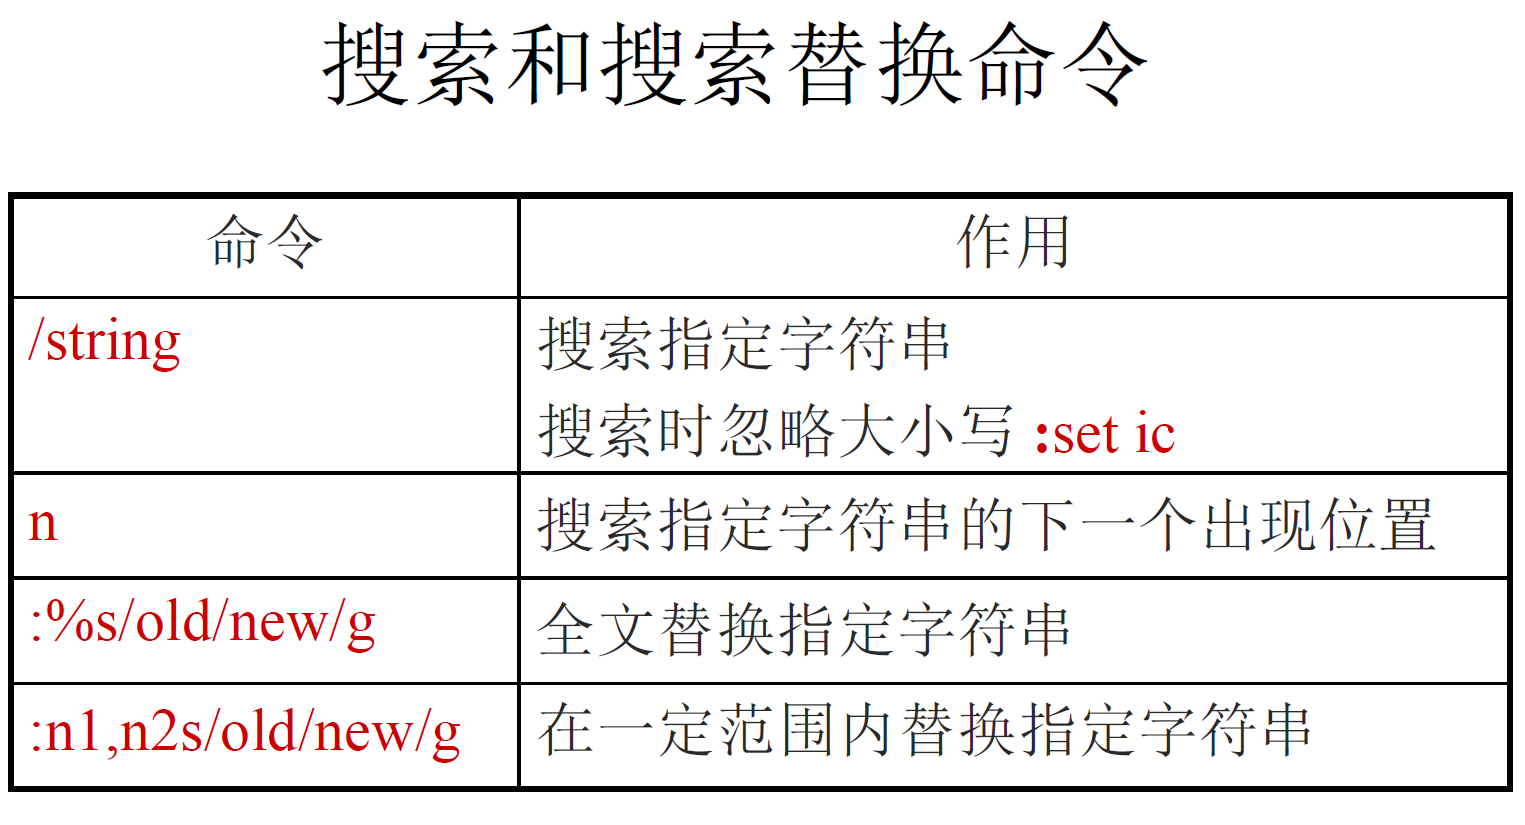 搜索和搜索替换命令
命令 作用
/string 搜索指定字符串
搜索时忽略大小写 :set ic
n 搜索指定字符串的下一个出现位置
:%s/old/new/g 全文替换指定字符串
:n1,n2s/old/new/g 在一定范围内替换指定字符串